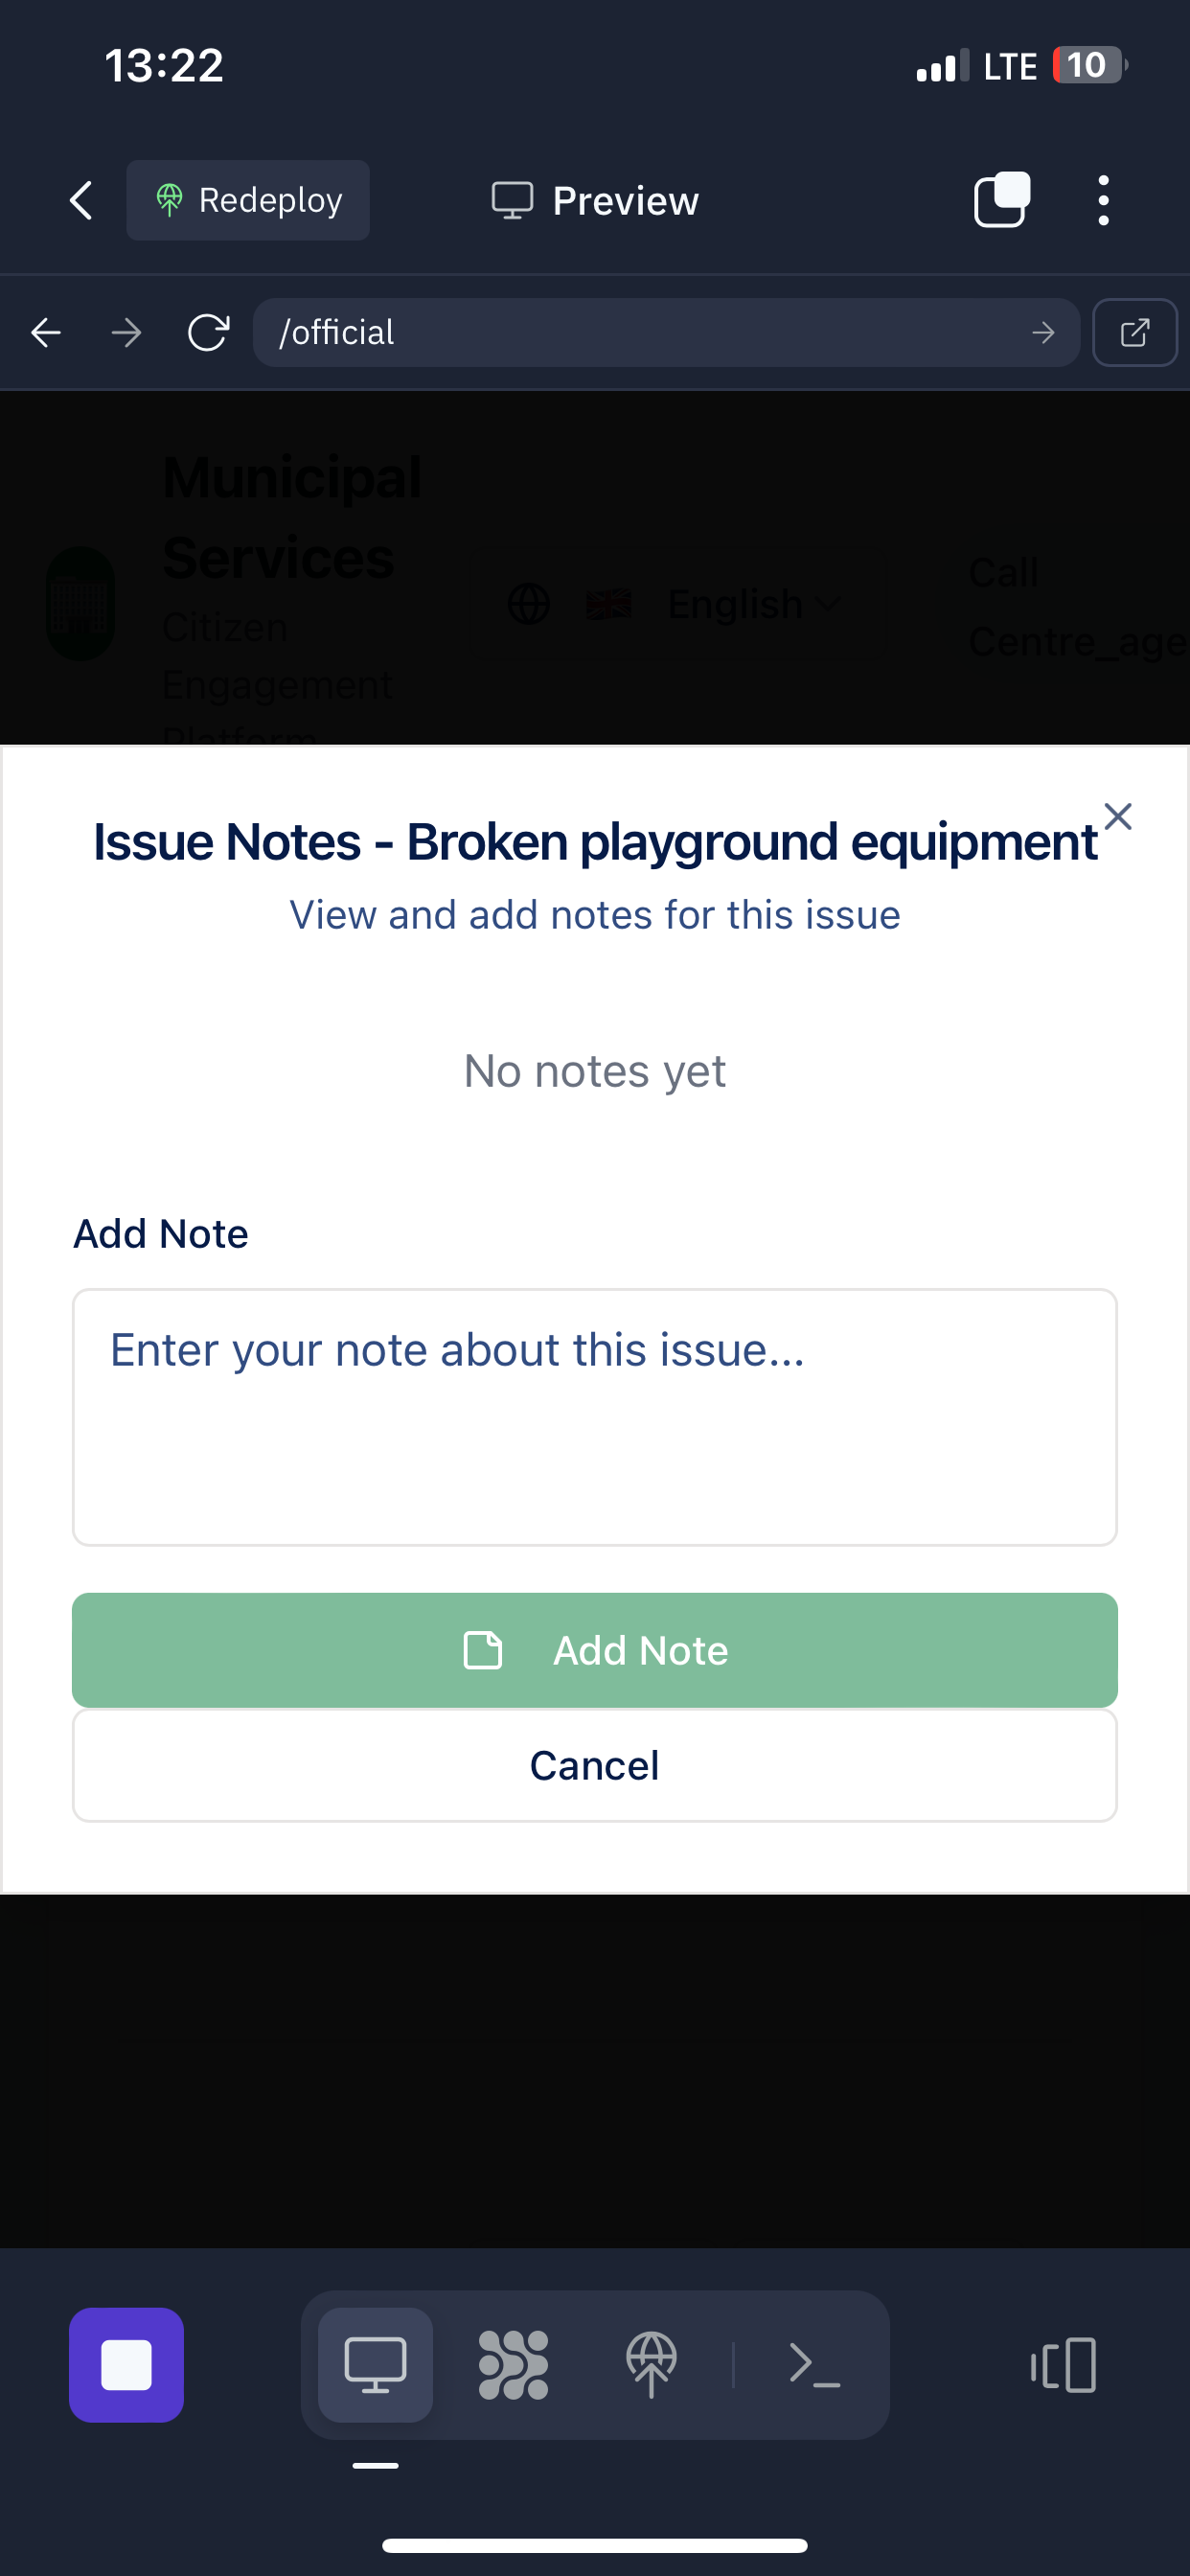 13:22
LTE 10
Redeploy
Preview
/official
Municipal
Services
Citizen
Engagement
Platform
English
Call
Centre_age
Issue Notes - Broken playground equipment
View and add notes for this issue
No notes yet
Add Note
Enter your note about this issue...
Add Note
Cancel